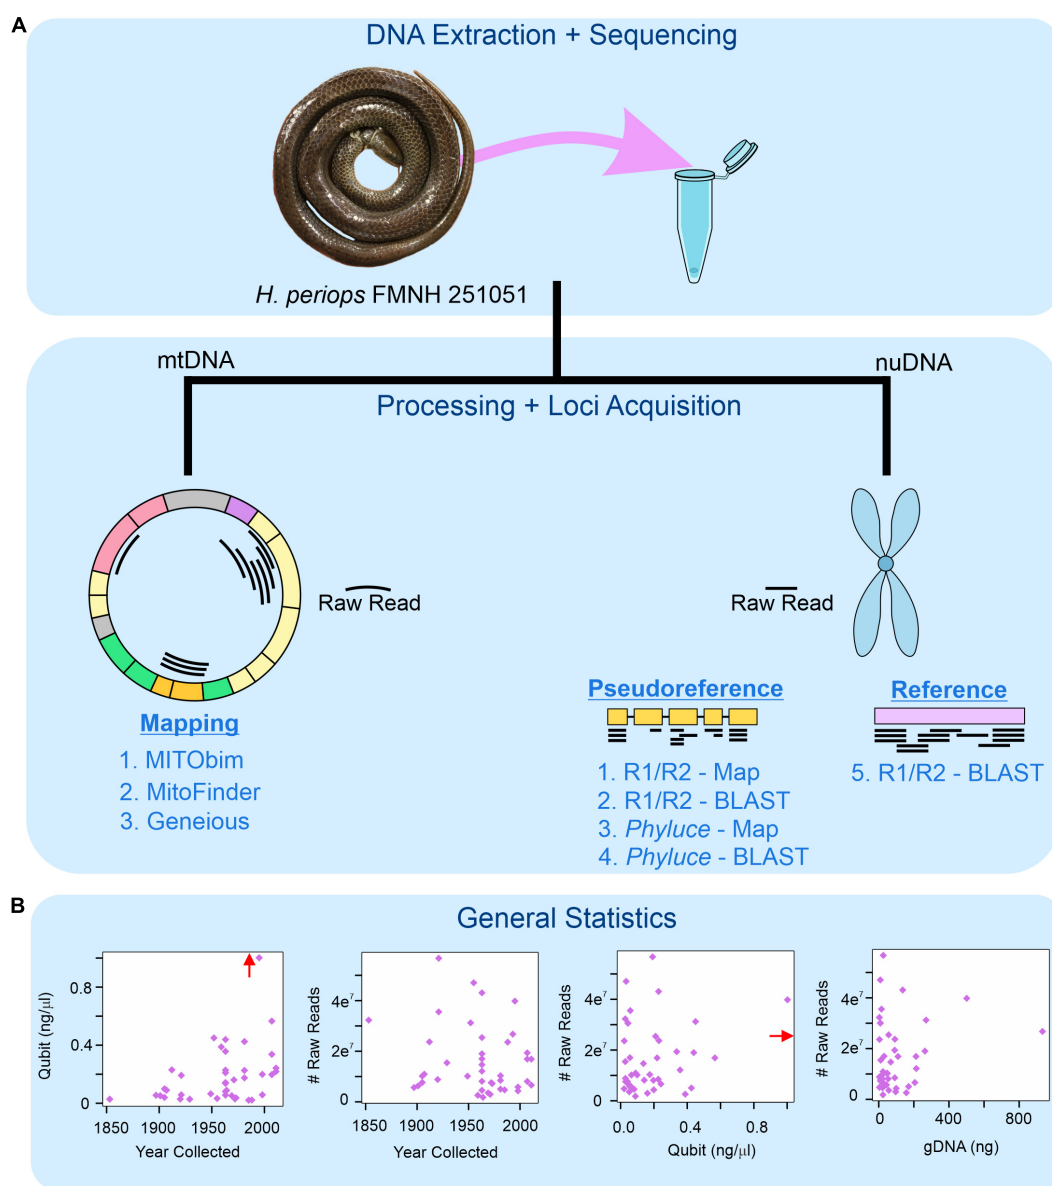 A
DNA Extraction + Sequencing
H. periops FMNH 251051
mtDNA
nuDNA
Processing + Loci Acquisition
Raw Read
Raw Read
Mapping
1. MITObim
2. MitoFinder
3. Geneious
Pseudoreference
1. R1/R2 - Map
2. R1/R2 - BLAST
3. Phyluce - Map
4. Phyluce - BLAST
Reference
5. R1/R2 - BLAST
B
General Statistics
Qubit (ng/µl)
0.8
0.4
0
1850 1900 1950 2000
Year Collected
# Raw Reads
4e⁷
2e⁷
0
1850 1900 1950 2000
Year Collected
# Raw Reads
4e⁷
2e⁷
0
0.0 0.4 0.8
Qubit (ng/µl)
# Raw Reads
4e⁷
2e⁷
0
0 400 800
gDNA (ng)